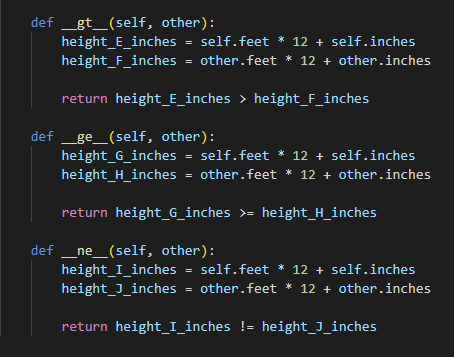 def __gt__(self, other):
    height_E_inches = self.feet * 12 + self.inches
    height_F_inches = other.feet * 12 + other.inches

    return height_E_inches > height_F_inches

def __ge__(self, other):
    height_G_inches = self.feet * 12 + self.inches
    height_H_inches = other.feet * 12 + other.inches

    return height_G_inches >= height_H_inches

def __ne__(self, other):
    height_I_inches = self.feet * 12 + self.inches
    height_J_inches = other.feet * 12 + other.inches

    return height_I_inches != height_J_inches